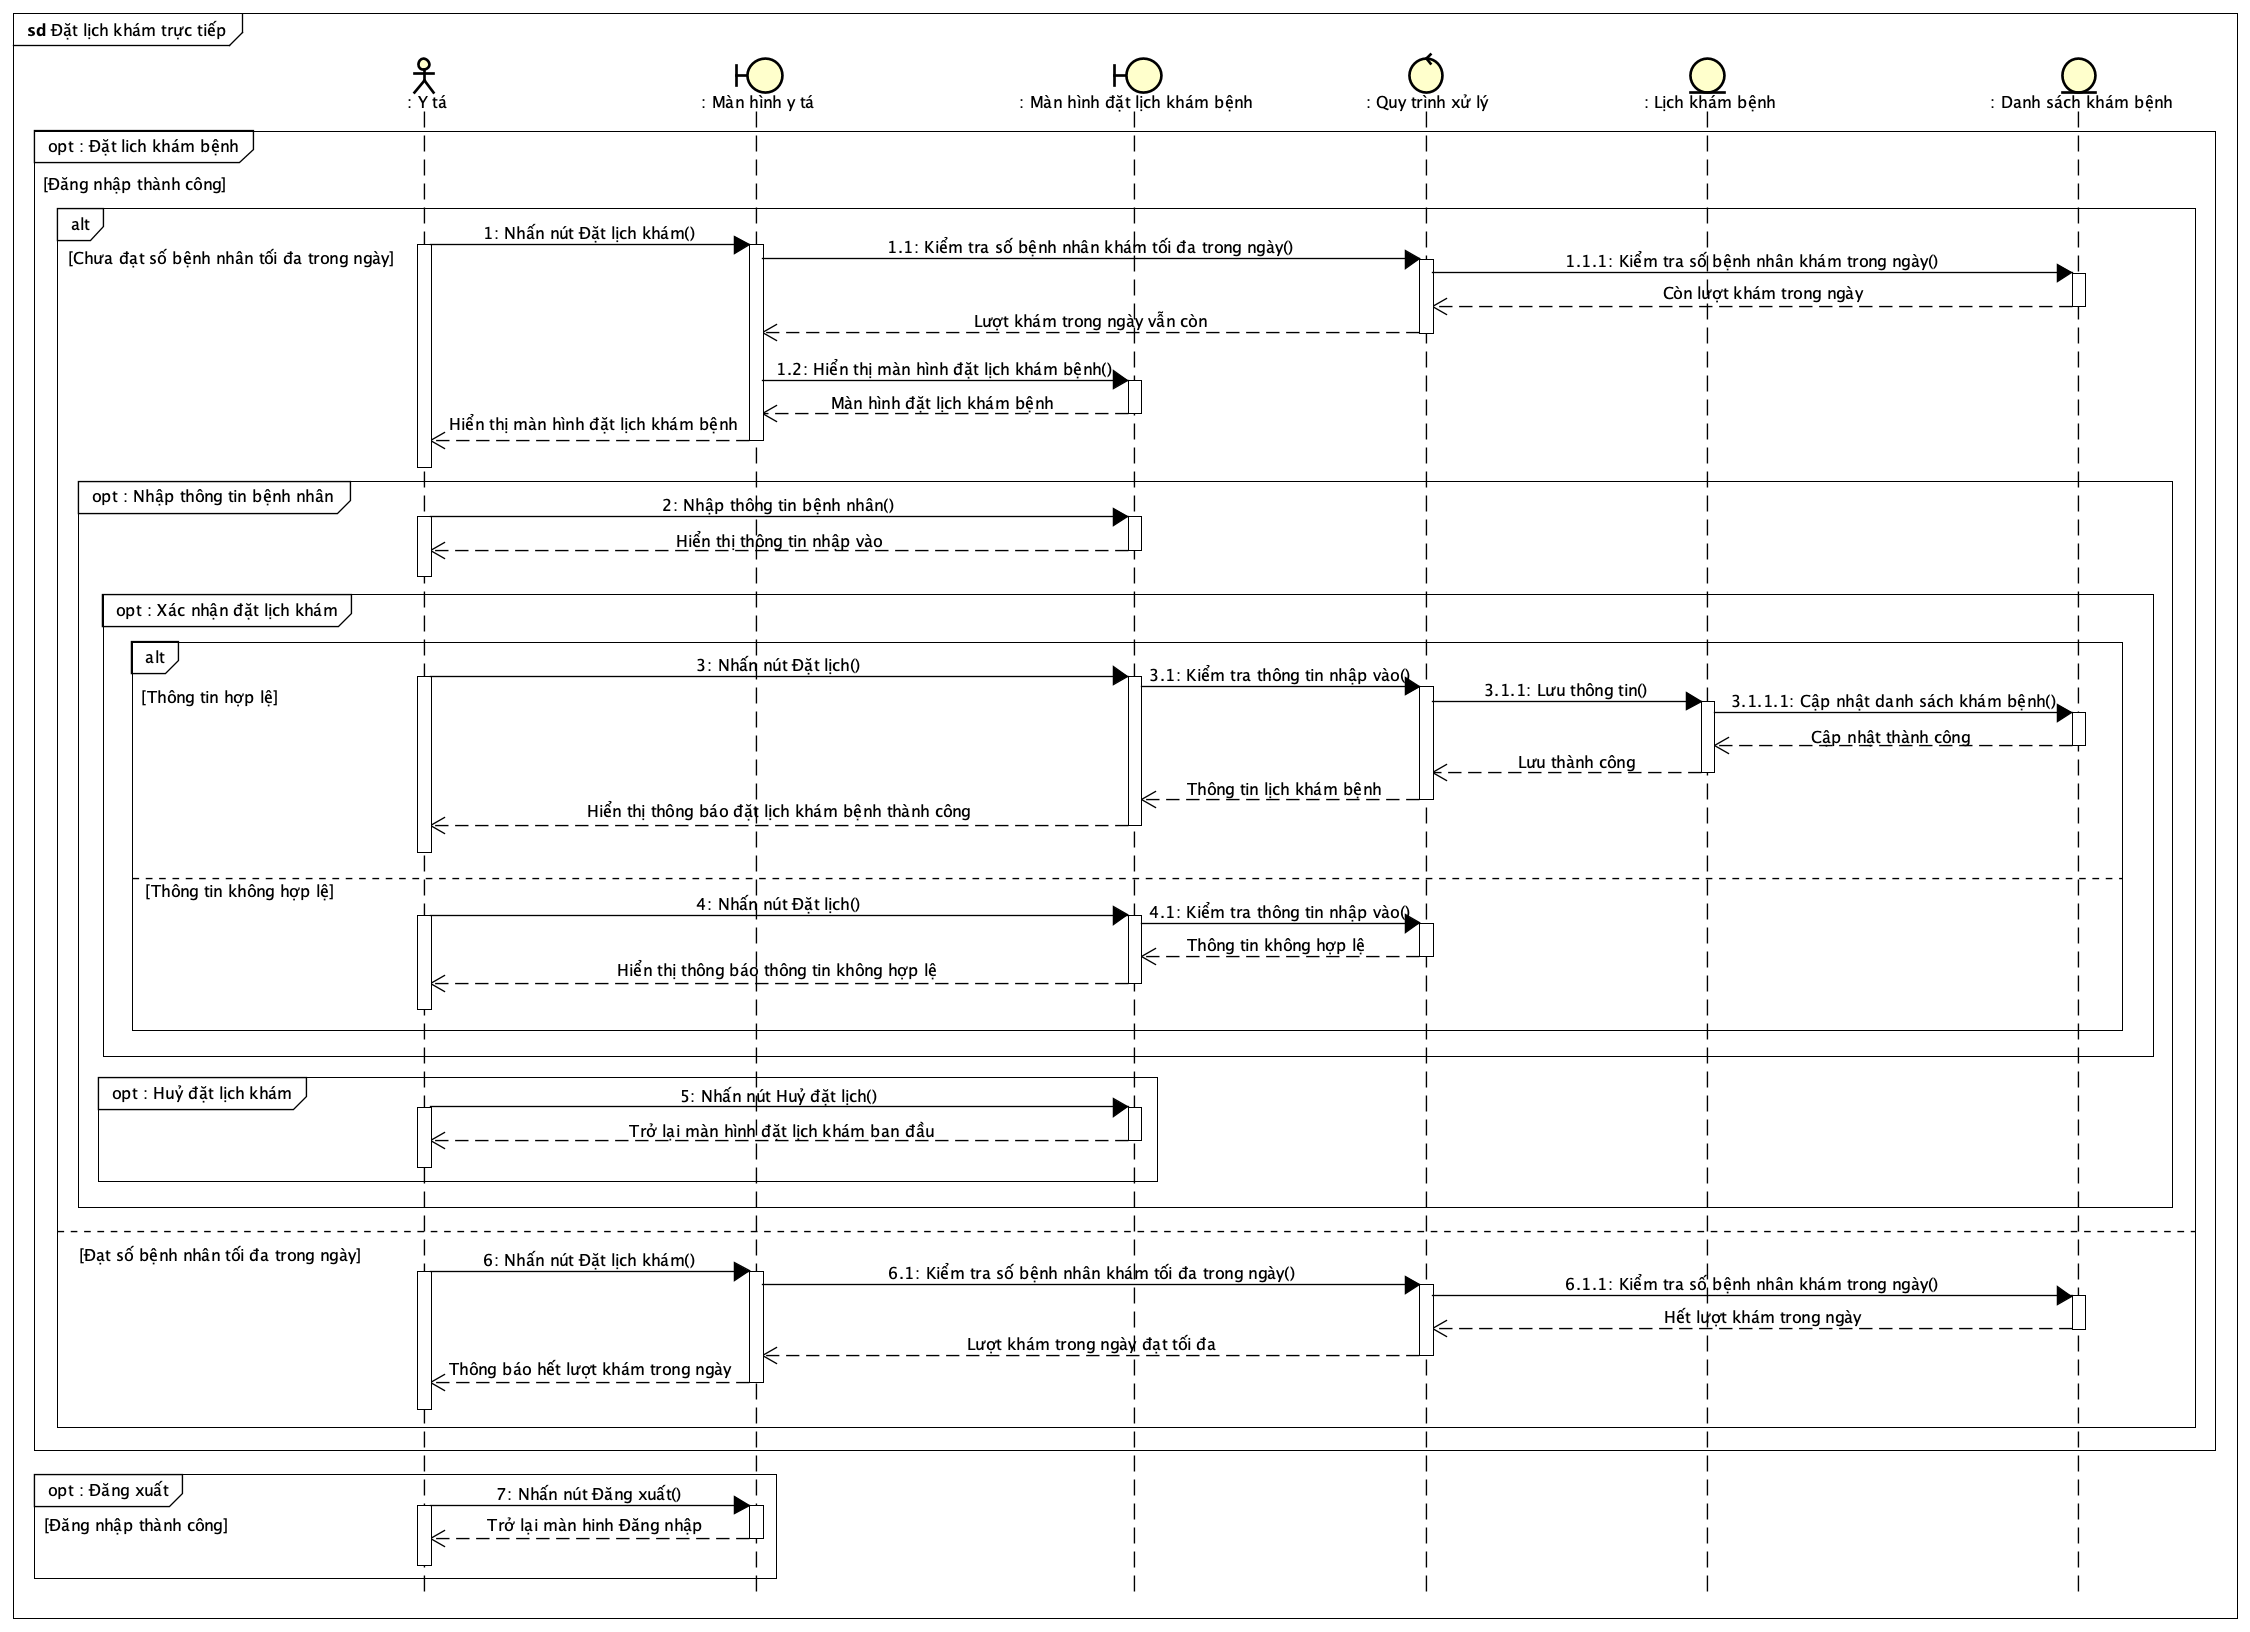 sd Đặt lịch khám trực tiếp
: Y tá
: Màn hình y tá
: Màn hình đặt lịch khám bệnh
: Quy trình xử lý
: Lịch khám bệnh
: Danh sách khám bệnh
opt : Đặt lich khám bệnh
[Đăng nhập thành công]
alt
[Chưa đạt số bệnh nhân tối đa trong ngày]
1: Nhấn nút Đặt lịch khám()
1.1: Kiểm tra số bệnh nhân khám tối đa trong ngày()
1.1.1: Kiểm tra số bệnh nhân khám trong ngày()
Còn lượt khám trong ngày
Lượt khám trong ngày vẫn còn
1.2: Hiển thị màn hình đặt lịch khám bệnh()
Màn hình đặt lịch khám bệnh
Hiển thị màn hình đặt lịch khám bệnh
opt : Nhập thông tin bệnh nhân
2: Nhập thông tin bệnh nhân()
Hiển thị thông tin nhập vào
opt : Xác nhận đặt lịch khám
alt
[Thông tin hợp lệ]
3: Nhấn nút Đặt lịch()
3.1: Kiểm tra thông tin nhập vào()
3.1.1: Lưu thông tin()
3.1.1.1: Cập nhật danh sách khám bệnh()
Cập nhật thành công
Lưu thành công
Thông tin lịch khám bệnh
Hiển thị thông báo đặt lịch khám bệnh thành công
[Thông tin không hợp lệ]
4: Nhấn nút Đặt lịch()
4.1: Kiểm tra thông tin nhập vào()
Thông tin không hợp lệ
Hiển thị thông báo thông tin không hợp lệ
opt : Huỷ đặt lịch khám
5: Nhấn nút Huỷ đặt lịch()
Trở lại màn hình đặt lịch khám ban đầu
[Đạt số bệnh nhân tối đa trong ngày]
6: Nhấn nút Đặt lịch khám()
6.1: Kiểm tra số bệnh nhân khám tối đa trong ngày()
6.1.1: Kiểm tra số bệnh nhân khám trong ngày()
Hết lượt khám trong ngày
Lượt khám trong ngày đạt tối đa
Thông báo hết lượt khám trong ngày
opt : Đăng xuất
[Đăng nhập thành công]
7: Nhấn nút Đăng xuất()
Trở lại màn hinh Đăng nhập